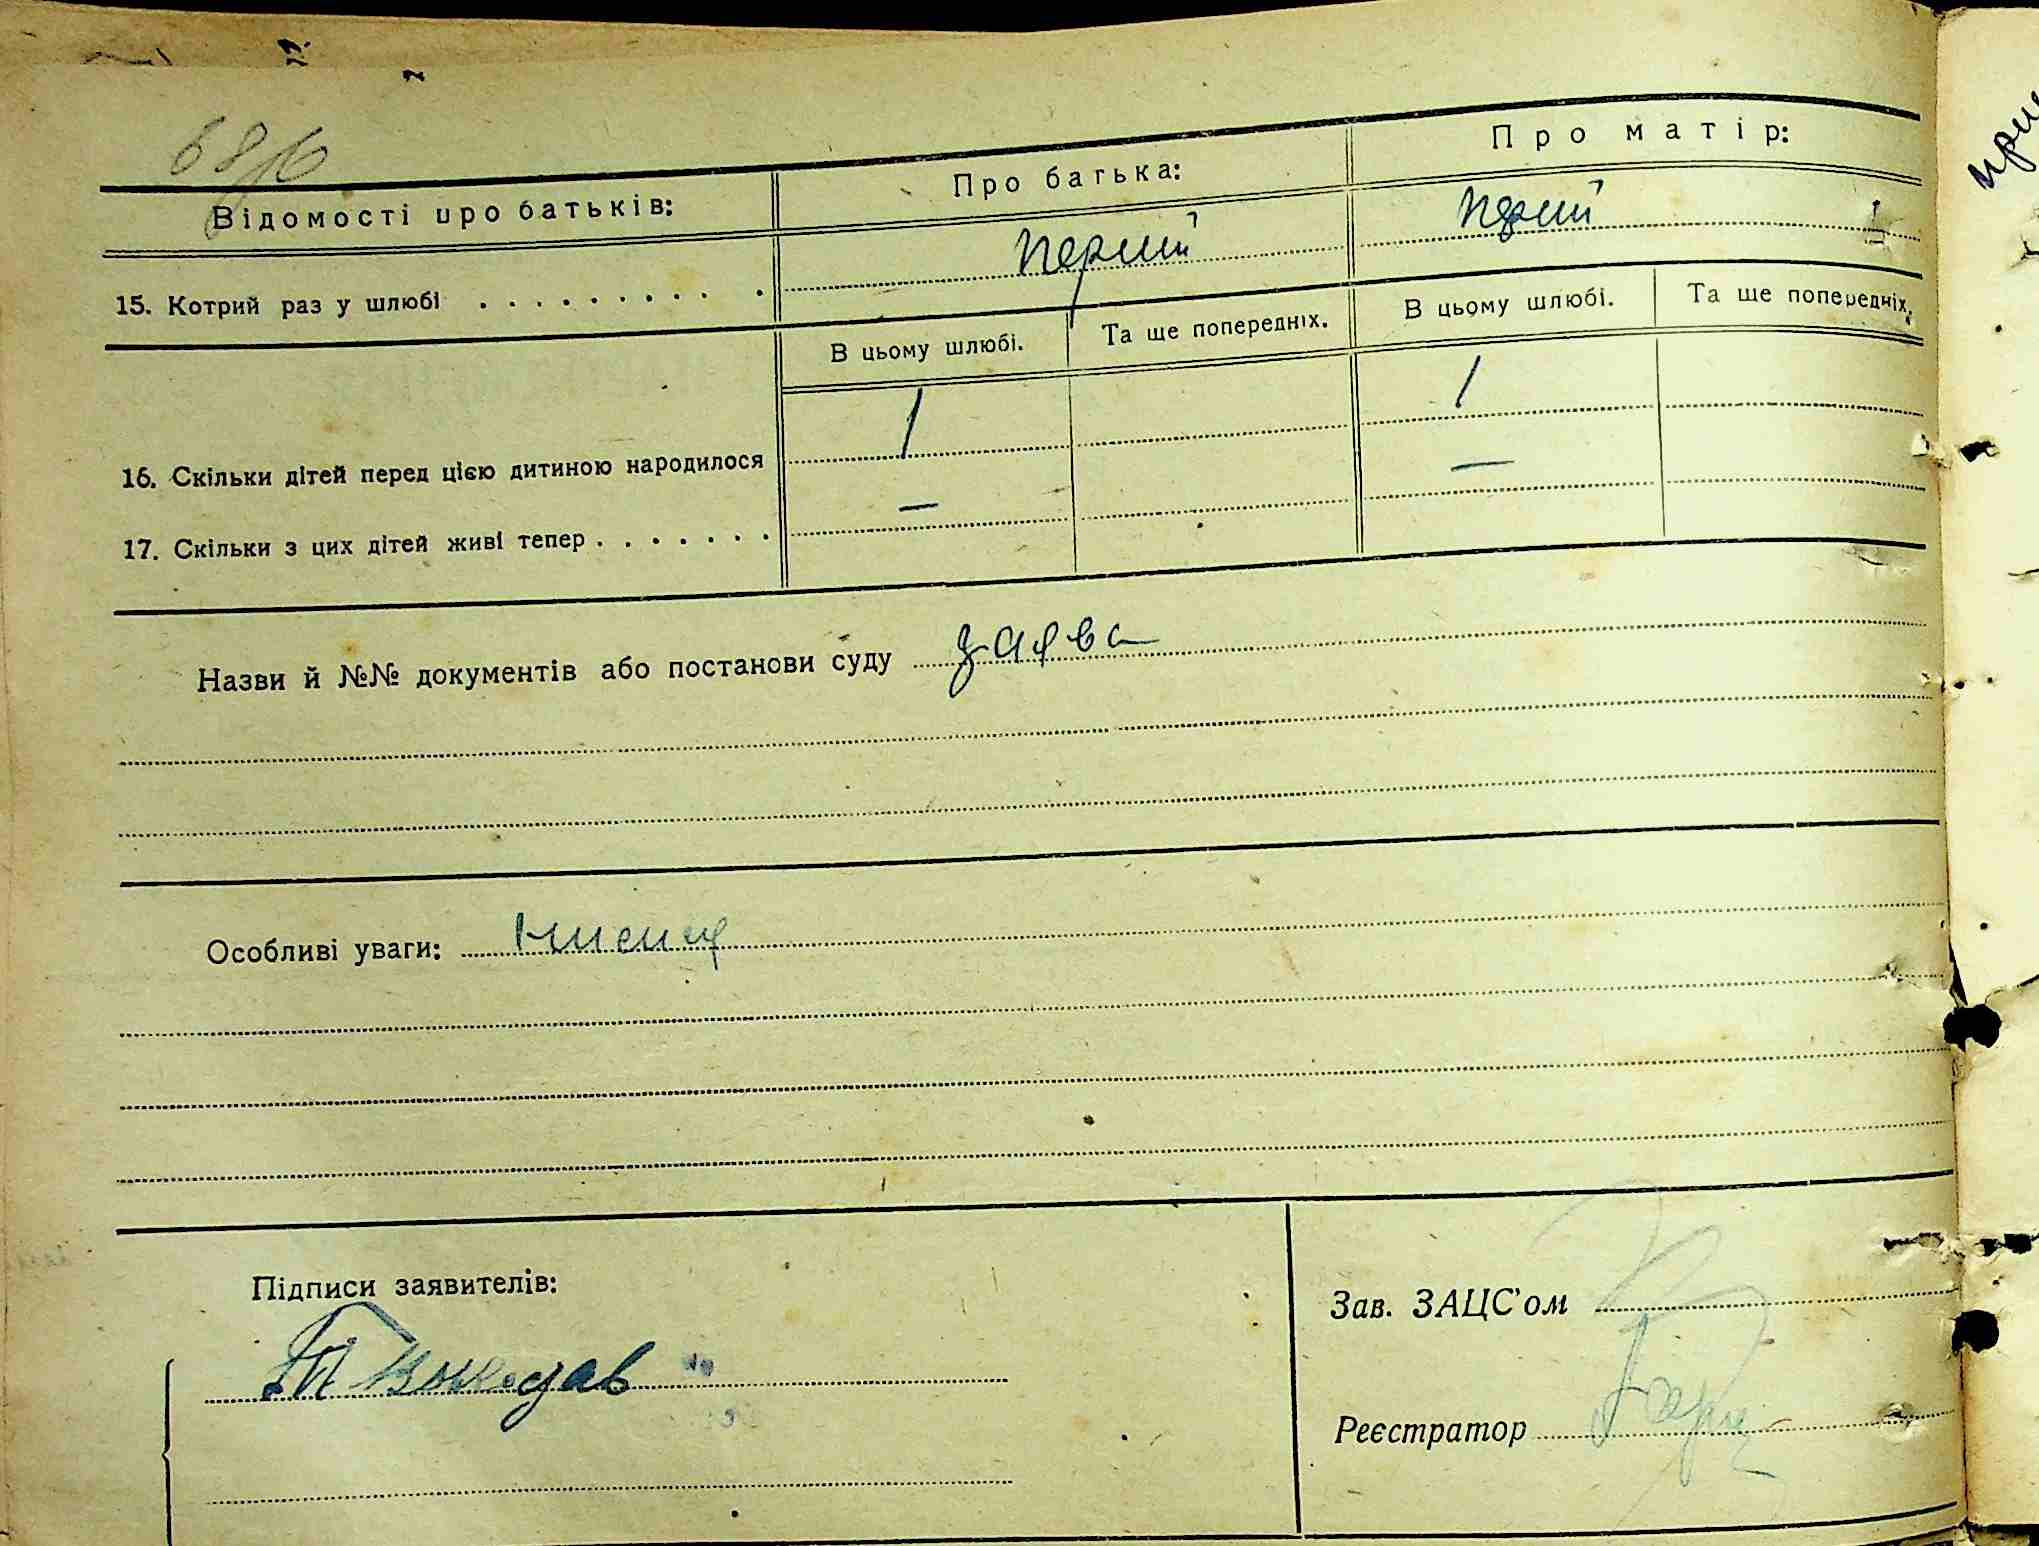 Відомості про батьків:
Про батька:
Про матір:
15. Котрий раз у шлюбі . . . . . . . . . .
перший
перший
В цьому шлюбі.
Та ще попередніх.
В цьому шлюбі.
Та ще попередніх.
16. Скільки дітей перед цією дитиною народилося
1
1
17. Скільки з цих дітей живі тепер . . . . . . .
—
—
Назви й №№ документів або постанови суду заява
Особливі уваги:
Підписи заявителів:
Зав. ЗАЦС'ом
Реєстратор